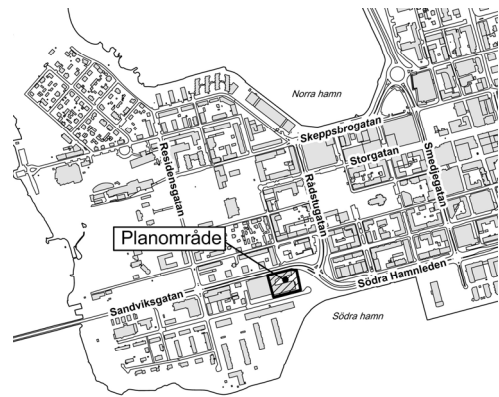 Norra hamn
Skeppsbrogatan
Storgatan
Smedjegatan
Residensgatan
Rådstugatan
Planområde
Södra Hamnleden
Sandviksgatan
Södra hamn